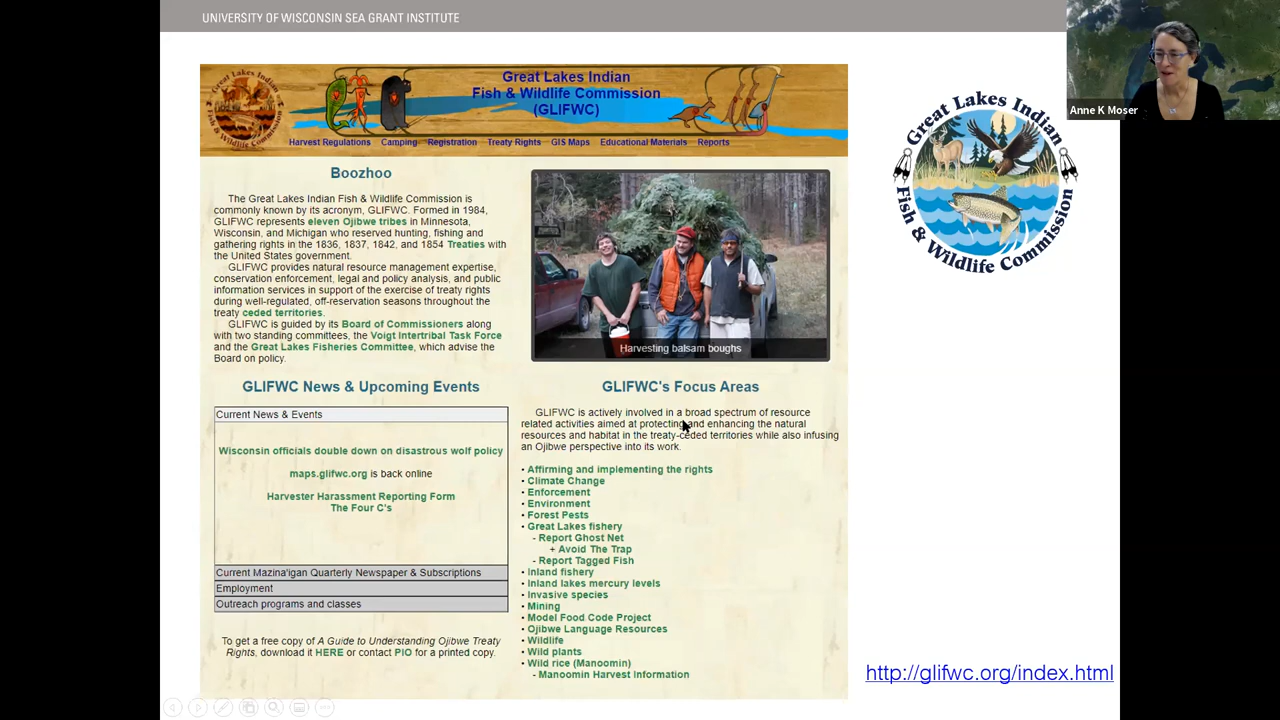 UNIVERSITY OF WISCONSIN SEA GRANT INSTITUTE
Anne K Moser
Great Lakes Indian
Fish & Wildlife Commission
Great Lakes Indian
Fish & Wildlife Commission
(GLIFWC)
Harvest Regulations Camping Registration Treaty Rights GIS Maps Educational Materials Reports
Boozhoo
The Great Lakes Indian Fish & Wildlife Commission is
commonly known by its acronym, GLIFWC. Formed in 1984,
GLIFWC represents eleven Ojibwe tribes in Minnesota,
Wisconsin, and Michigan who reserved hunting, fishing and
gathering rights in the 1836, 1837, 1842, and 1854 Treaties with
the United States government.
GLIFWC provides natural resource management expertise,
conservation enforcement, legal and policy analysis, and public
information services in support of the exercise of treaty rights
during well-regulated, off-reservation seasons throughout the
treaty ceded territories.
GLIFWC is guided by its Board of Commissioners along
with two standing committees, the Voigt Intertribal Task Force
and the Great Lakes Fisheries Committee, which advise the
Board on policy.
Harvesting balsam boughs
GLIFWC News & Upcoming Events
Current News & Events
Wisconsin officials double down on disastrous wolf policy
maps.glifwc.org is back online
Harvester Harassment Reporting Form
The Four C's
Current Mazina'igan Quarterly Newspaper & Subscriptions
Employment
Outreach programs and classes
To get a free copy of A Guide to Understanding Ojibwe Treaty
Rights, download it HERE or contact PIO for a printed copy.
GLIFWC's Focus Areas
GLIFWC is actively involved in a broad spectrum of resource
related activities aimed at protecting and enhancing the natural
resources and habitat in the treaty-ceded territories while also infusing
an Ojibwe perspective into its work.
• Affirming and implementing the rights
• Climate Change
• Enforcement
• Environment
• Forest Pests
• Great Lakes fishery
- Report Ghost Net
+ Avoid The Trap
- Report Tagged Fish
• Inland fishery
• Inland lakes mercury levels
• Invasive species
• Mining
• Model Food Code Project
• Ojibwe Language Resources
• Wildlife
• Wild plants
• Wild rice (Manoomin)
- Manoomin Harvest Information
Great Lakes Indian
Fish & Wildlife Commission
http://glifwc.org/index.html